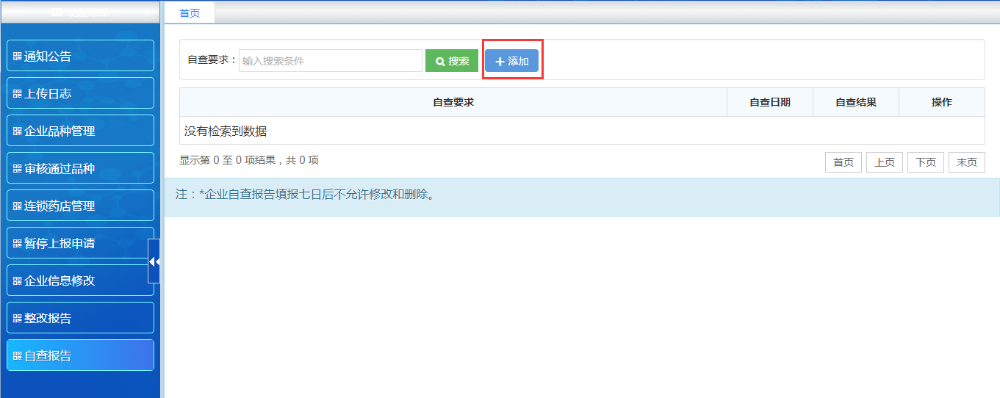 首页
通知公告
上传日志
企业品种管理
审核通过品种
连锁药店管理
暂停上报申请
企业信息修改
整改报告
自查报告
自查要求：输入搜索条件 搜索 添加
自查要求 自查日期 自查结果 操作
没有检索到数据
显示第 0 至 0 项结果，共 0 项
首页 上页 下页 末页
注：*企业自查报告填报七日后不允许修改和删除。